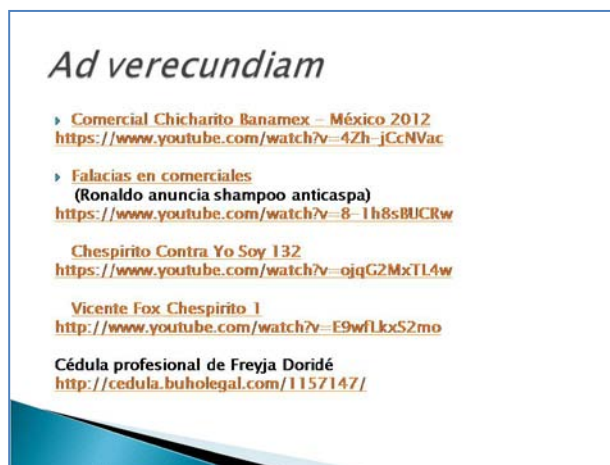 Ad verecundiam
Comercial Chicharito Banamex – México 2012
https://www.youtube.com/watch?v=4Zh-jCcNVac
Falacias en comerciales
(Ronaldo anuncia shampoo anticaspa)
https://www.youtube.com/watch?v=8-1h8sBUCRw
Chespirito Contra Yo Soy 132
https://www.youtube.com/watch?v=ojqG2MxTL4w
Vicente Fox Chespirito 1
http://www.youtube.com/watch?v=E9wfLkxS2mo
Cédula profesional de Freyja Doridé
http://cedula.buholegal.com/1157147/